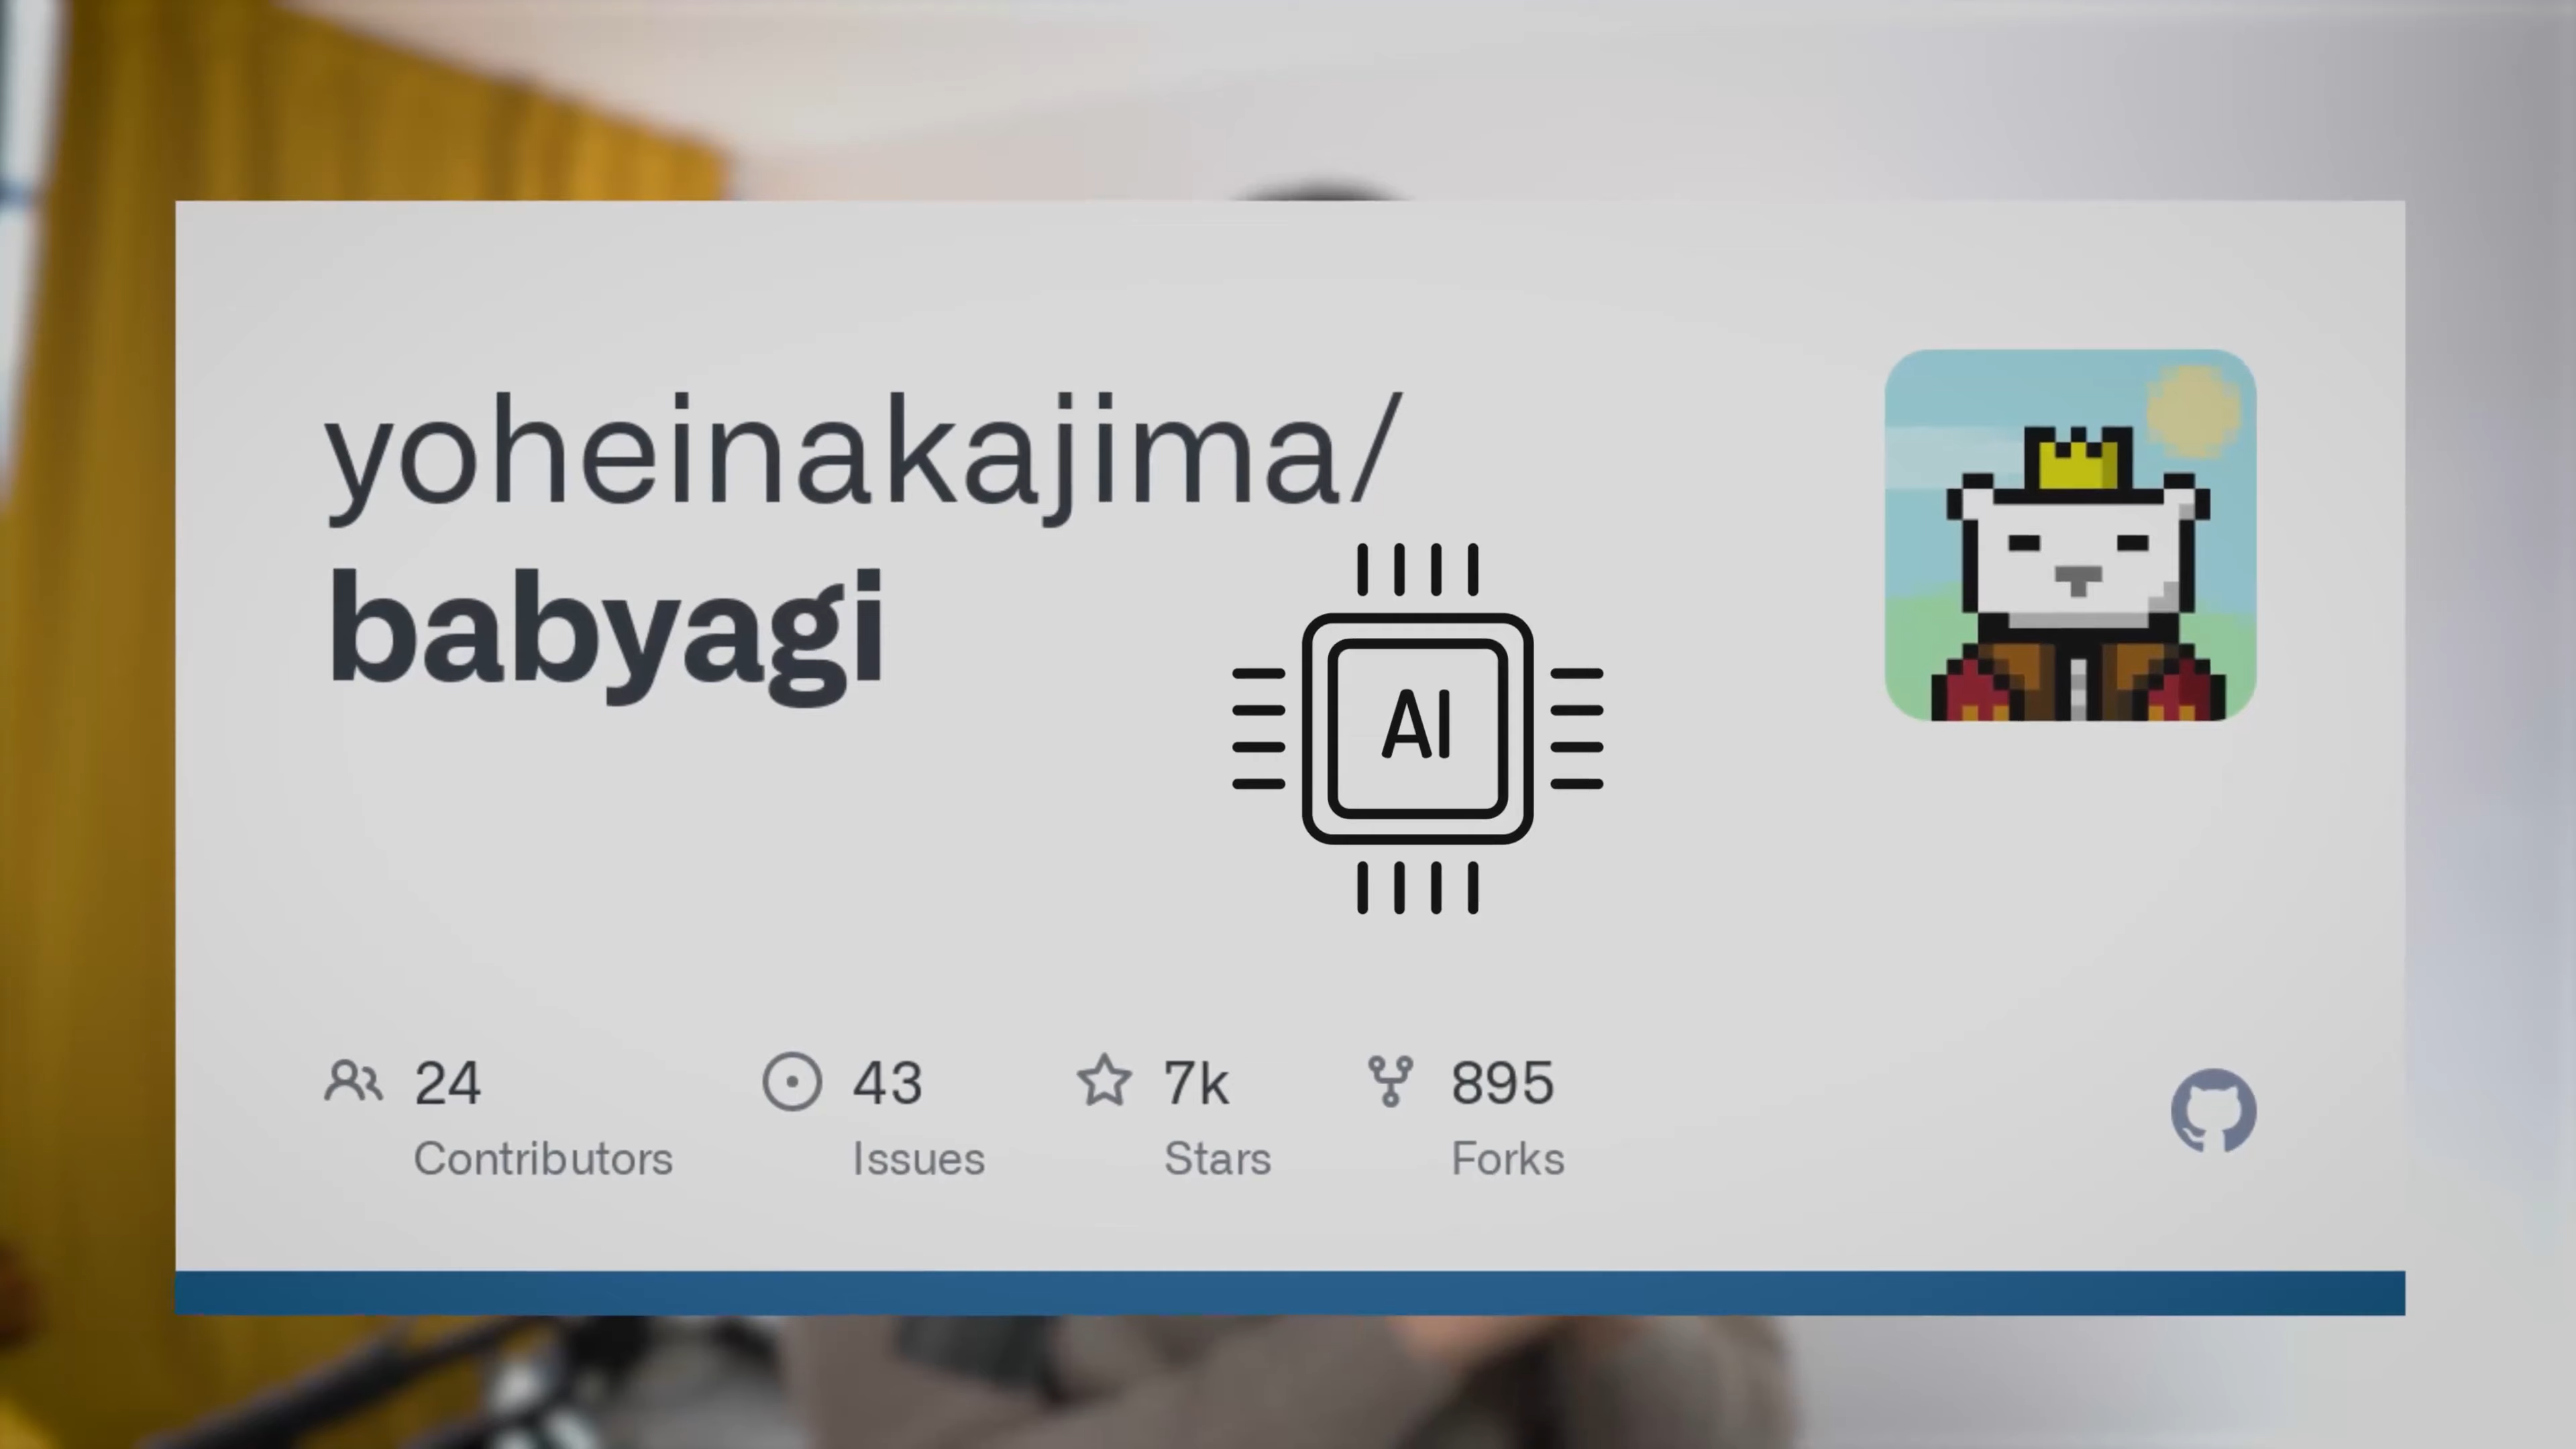 yoheinakajima/
babyagi
AI
24 43 7k 895
Contributors Issues Stars Forks